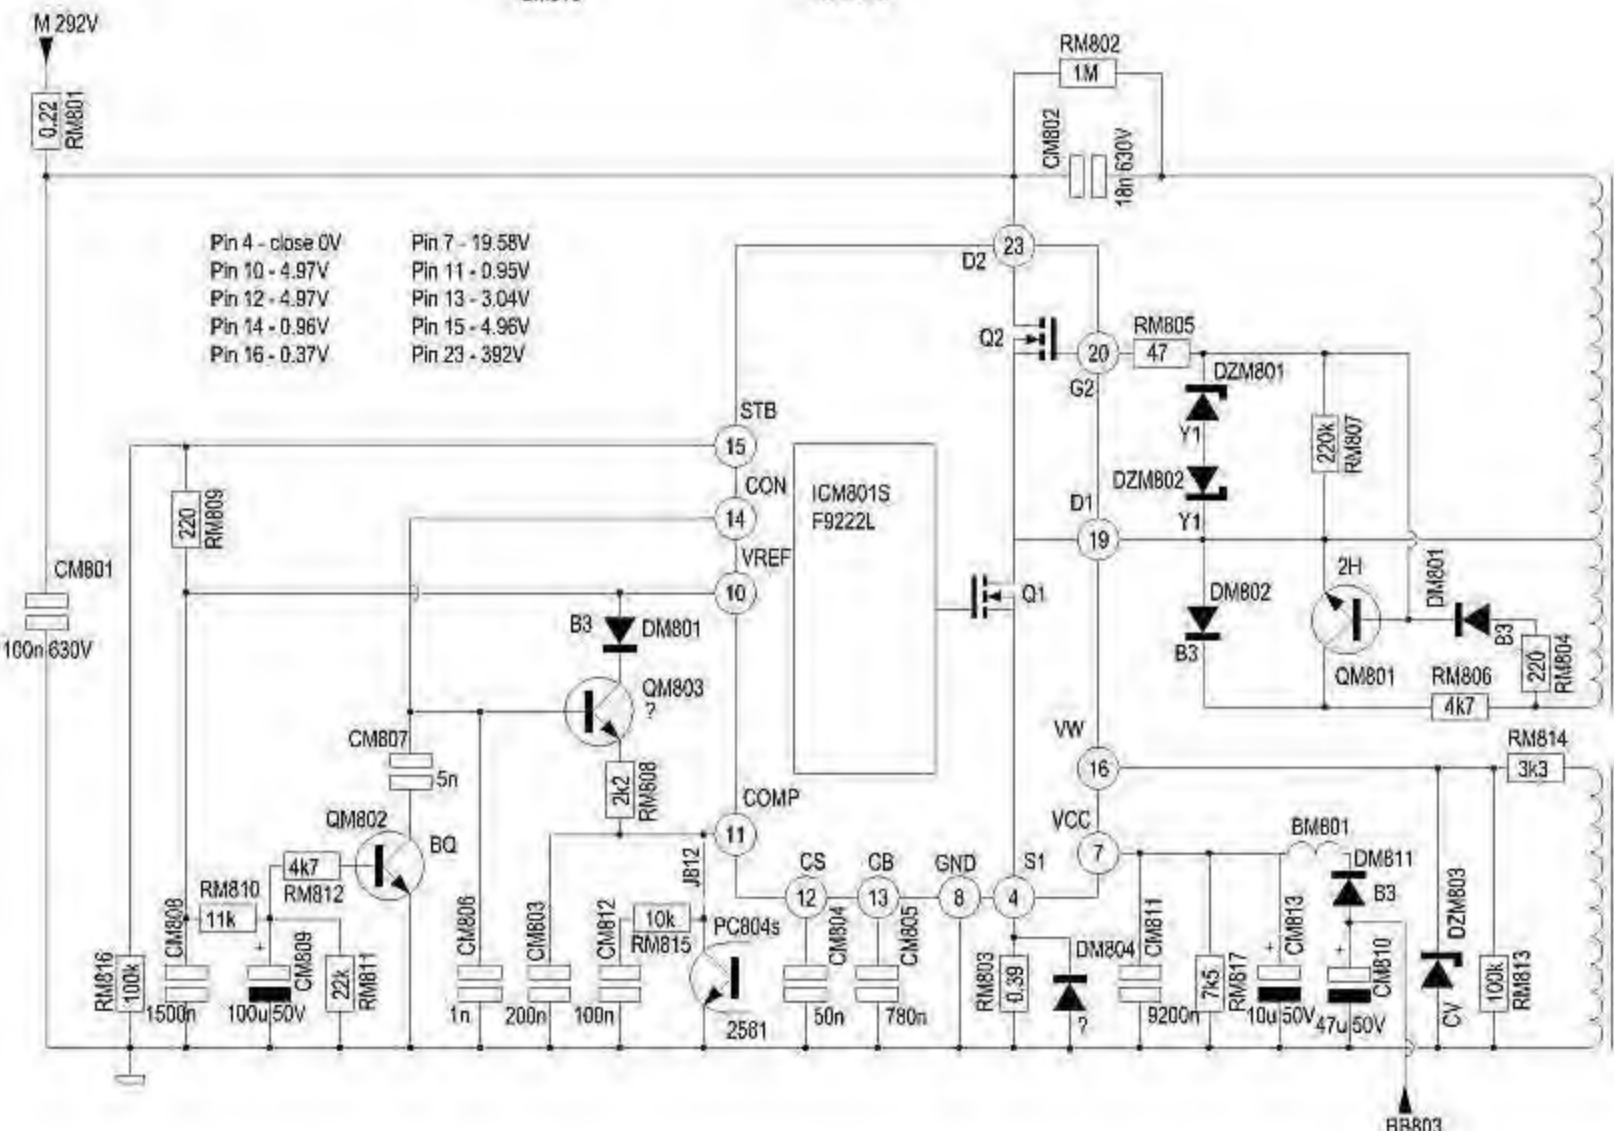 M 292V
0.22
RM801
RM802
1M
CM802
18n 630V
Pin 4 - close 0V
Pin 7 - 19.58V
Pin 10 - 4.97V
Pin 11 - 0.95V
Pin 12 - 4.97V
Pin 13 - 3.04V
Pin 14 - 0.96V
Pin 15 - 4.96V
Pin 16 - 0.37V
Pin 23 - 392V
23
D2
Q2
20
G2
RM805
47
DZM801
Y1
DZM802
Y1
220k
RM807
STB
15
CON
14
VREF
10
ICM801S
F9222L
D1
19
Q1
220
RM809
CM801
100n 630V
B3
DM801
QM803
?
2k2
RM808
DM802
B3
2H
QM801
DM801
B3
220
RM804
RM806
4k7
CM807
5n
QM802
BQ
4k7
RM812
RM810
11k
COMP
11
JB12
VW
16
VCC
7
RM814
3k3
BM801
DM811
B3
CS
12
CB
13
GND
8
S1
4
RM816
100k
CM808
1500n
+
CM809
100u 50V
22k
RM811
CM806
1n
CM803
200n
CM812
100n
10k
RM815
PC804s
2581
CM804
50n
CM805
780n
RM803
0.39
DM804
?
CM811
9200n
7k5
RM817
+
CM813
10u 50V
+
CM810
47u 50V
DZM803
CV
100k
RM813
BB803